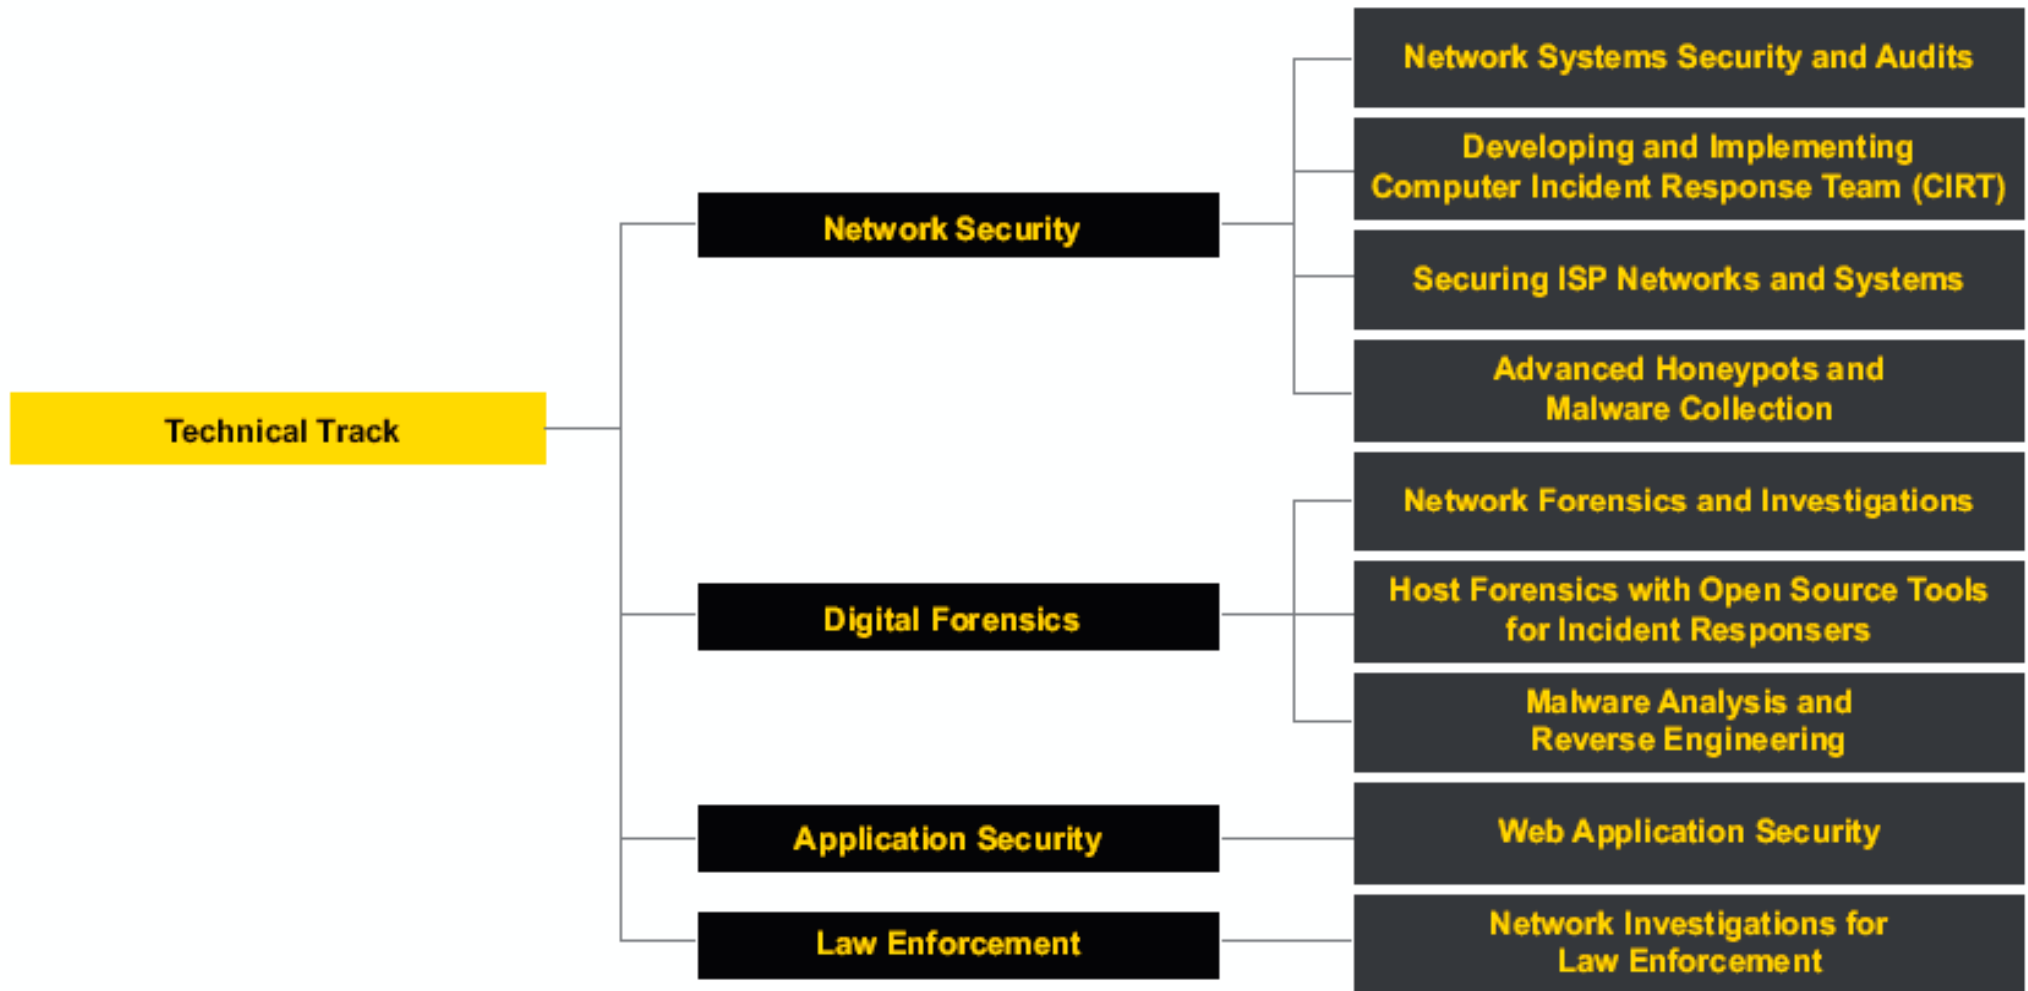 Technical Track
Network Security
Network Systems Security and Audits
Developing and Implementing
Computer Incident Response Team (CIRT)
Securing ISP Networks and Systems
Advanced Honeypots and
Malware Collection
Digital Forensics
Network Forensics and Investigations
Host Forensics with Open Source Tools
for Incident Responsers
Malware Analysis and
Reverse Engineering
Application Security
Web Application Security
Law Enforcement
Network Investigations for
Law Enforcement